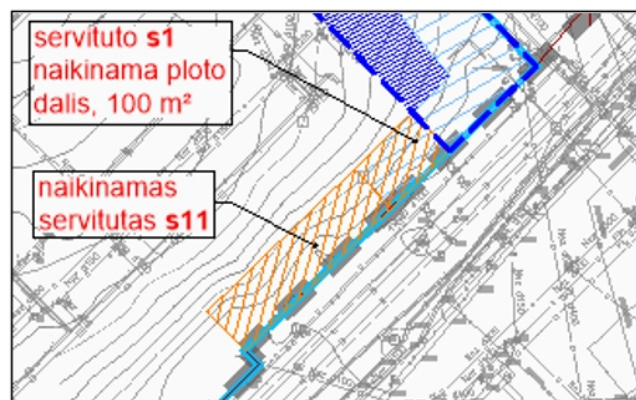 servituto s1
naikinama ploto
dalis, 100 m²
naikinamas
servitutas s11